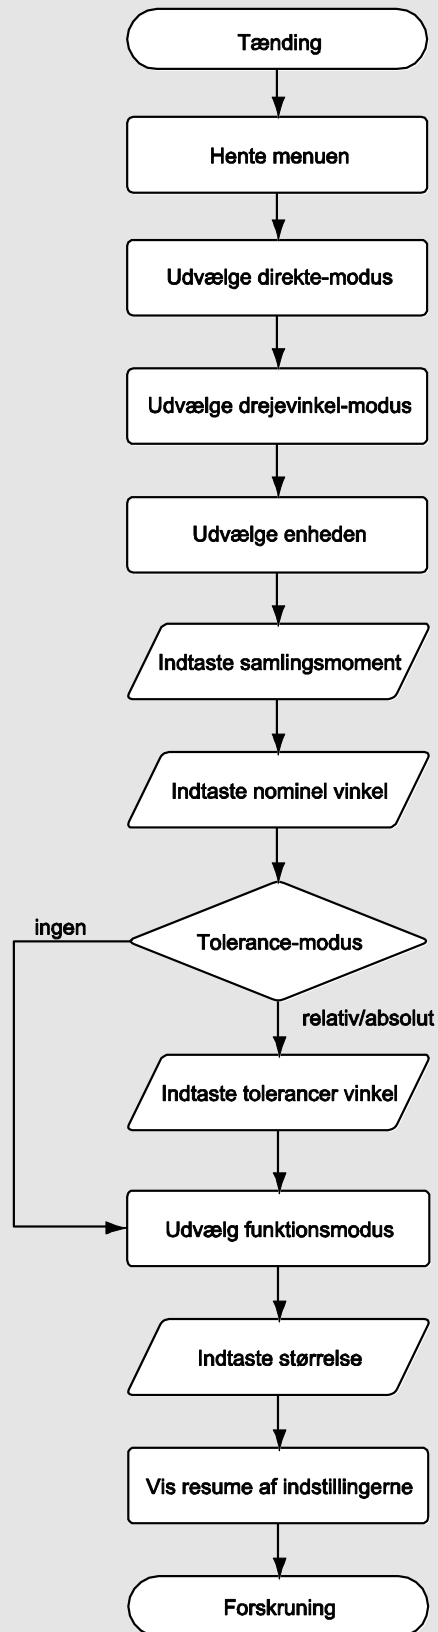 Tænding
Hente menuen
Udvælge direkte-modus
Udvælge drejevinkel-modus
Udvælge enheden
Indtaste samlingsmoment
Indtaste nominel vinkel
ingen
Tolerance-modus
relativ/absolut
Indtaste tolerancer vinkel
Udvælg funktionsmodus
Indtaste størrelse
Vis resume af indstillingerne
Forskruning